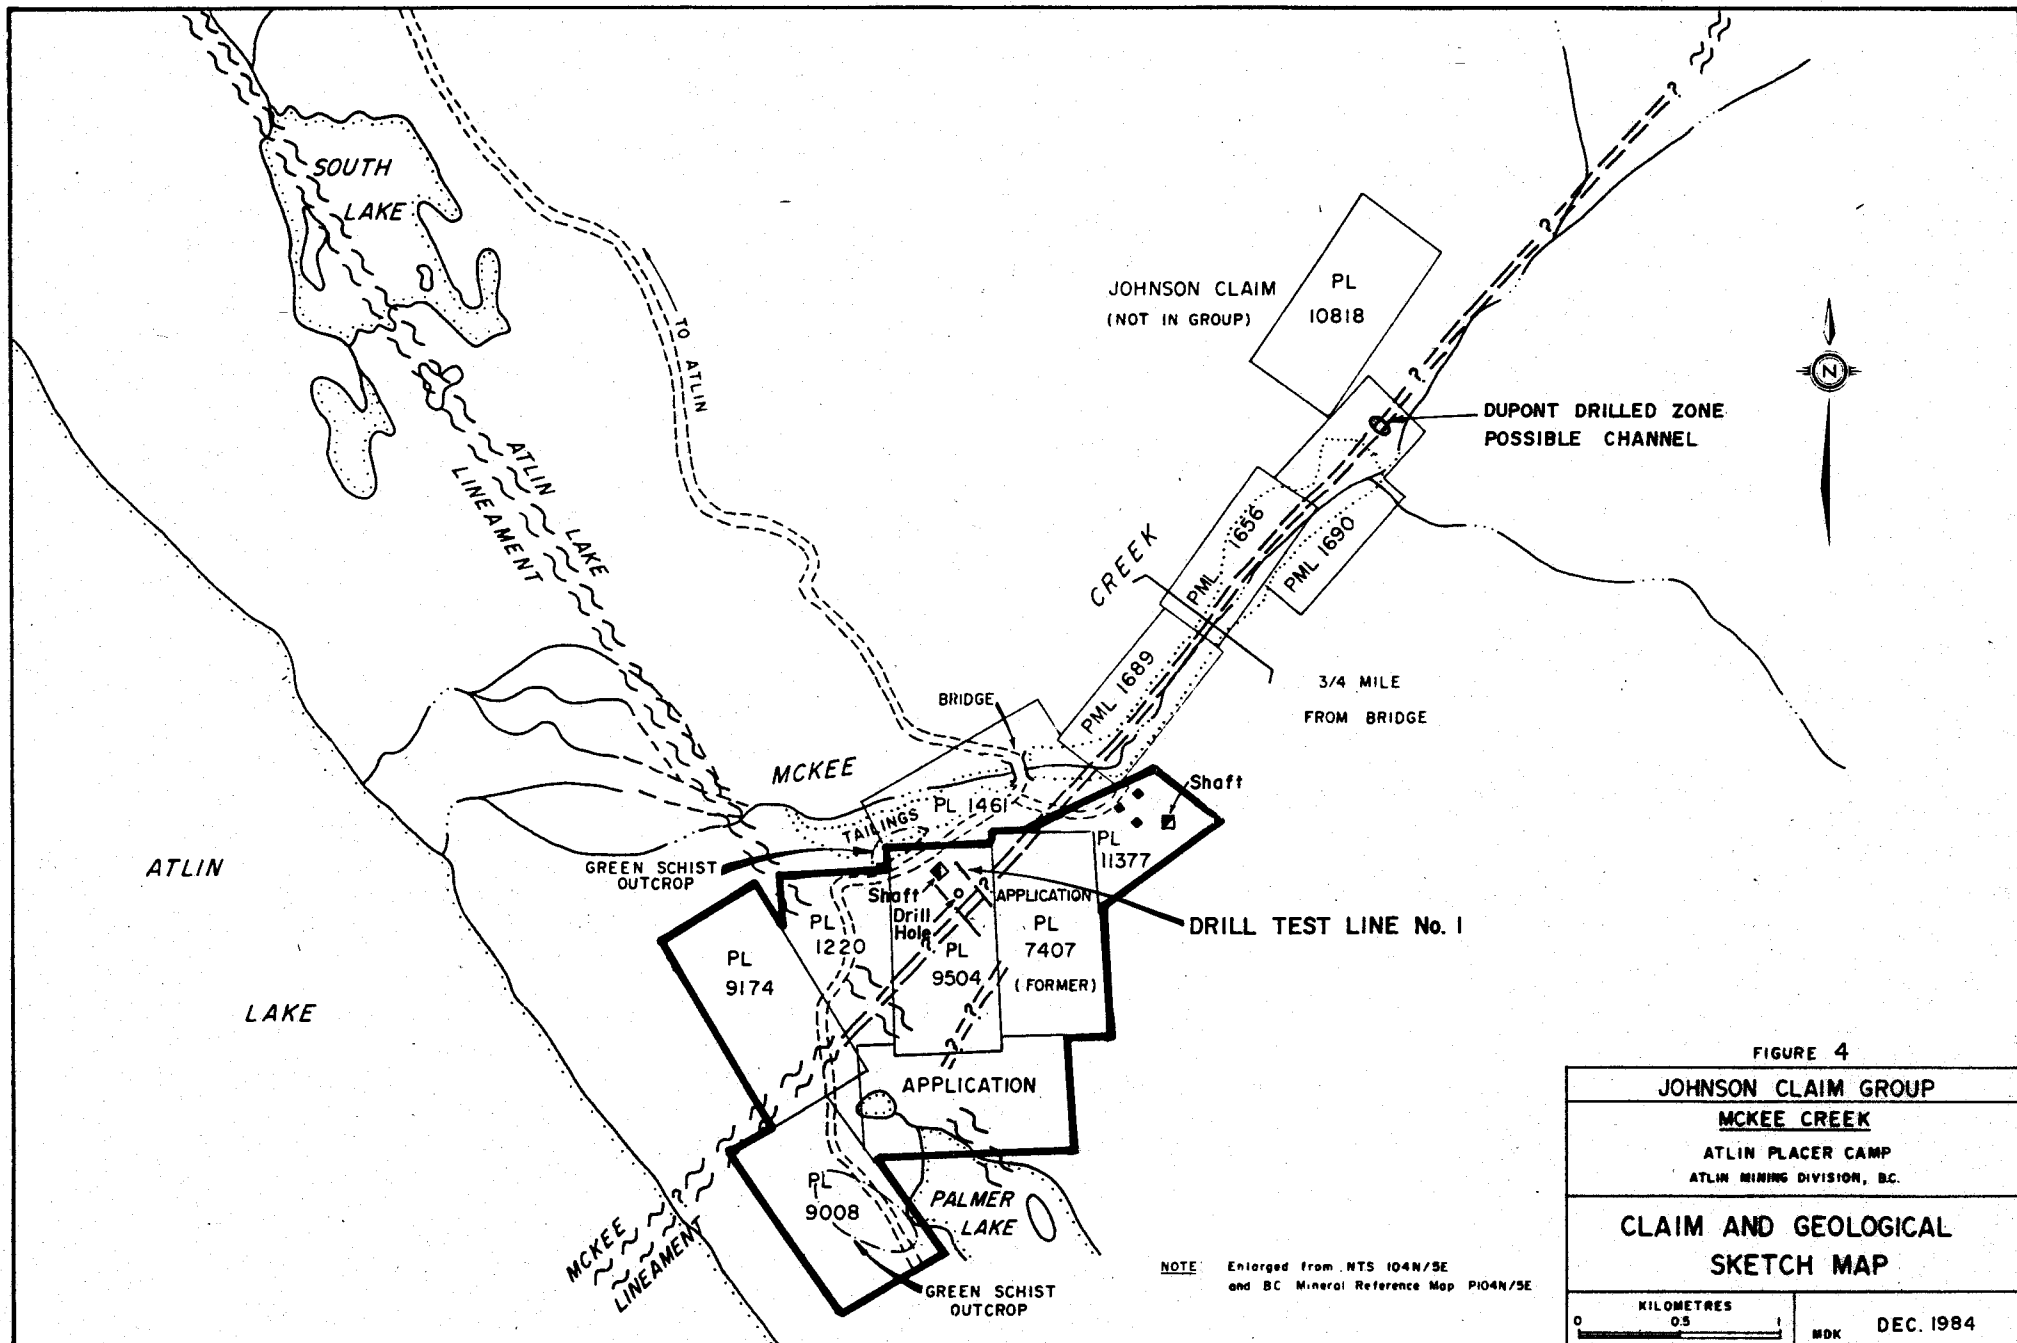 SOUTH
LAKE
TO ATLIN
ATLIN LAKE
LINEAMENT
JOHNSON CLAIM
(NOT IN GROUP)
PL
10818
N
DUPONT DRILLED ZONE
POSSIBLE CHANNEL
CREEK
PML 1656
PML 1690
PML 1689
3/4 MILE
FROM BRIDGE
BRIDGE
MCKEE
PL 1461
TAILINGS
Shaft
PL
11377
GREEN SCHIST
OUTCROP
ATLIN
LAKE
Shaft
Drill
Hole
APPLICATION
PL
7407
(FORMER)
DRILL TEST LINE No. 1
PL
1220
PL
9504
PL
9174
APPLICATION
PL
9008
PALMER
LAKE
MCKEE
LINEAMENT
GREEN SCHIST
OUTCROP
?
?
?
?
?
?
?
?
?
NOTE Enlarged from NTS 104N/5E
and BC Mineral Reference Map P104N/5E
FIGURE 4
JOHNSON CLAIM GROUP
MCKEE CREEK
ATLIN PLACER CAMP
ATLIN MINING DIVISION, B.C.
CLAIM AND GEOLOGICAL
SKETCH MAP
KILOMETRES
0 0.5 1
MDK
DEC. 1984